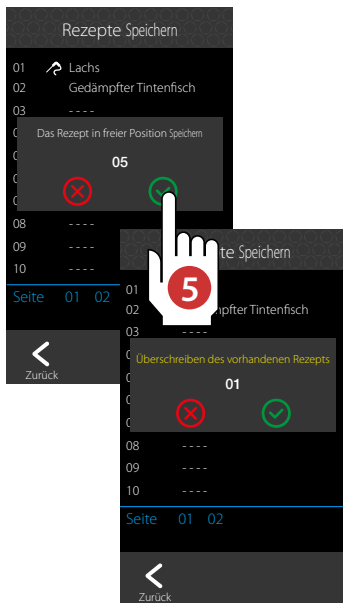 Rezepte Speichern
01 Lachs
02 Gedämpfter Tintenfisch
03 - - - -
Das Rezept in freier Position Speichern
05
08 - - - -
09 - - - -
10 - - - -
Seite 01 02
Zurück
5
te Speichern
01
02 pfter Tintenfisch
03 - - - -
Überschreiben des vorhandenen Rezepts
01
08 - - - -
09 - - - -
10 - - - -
Seite 01 02
Zurück